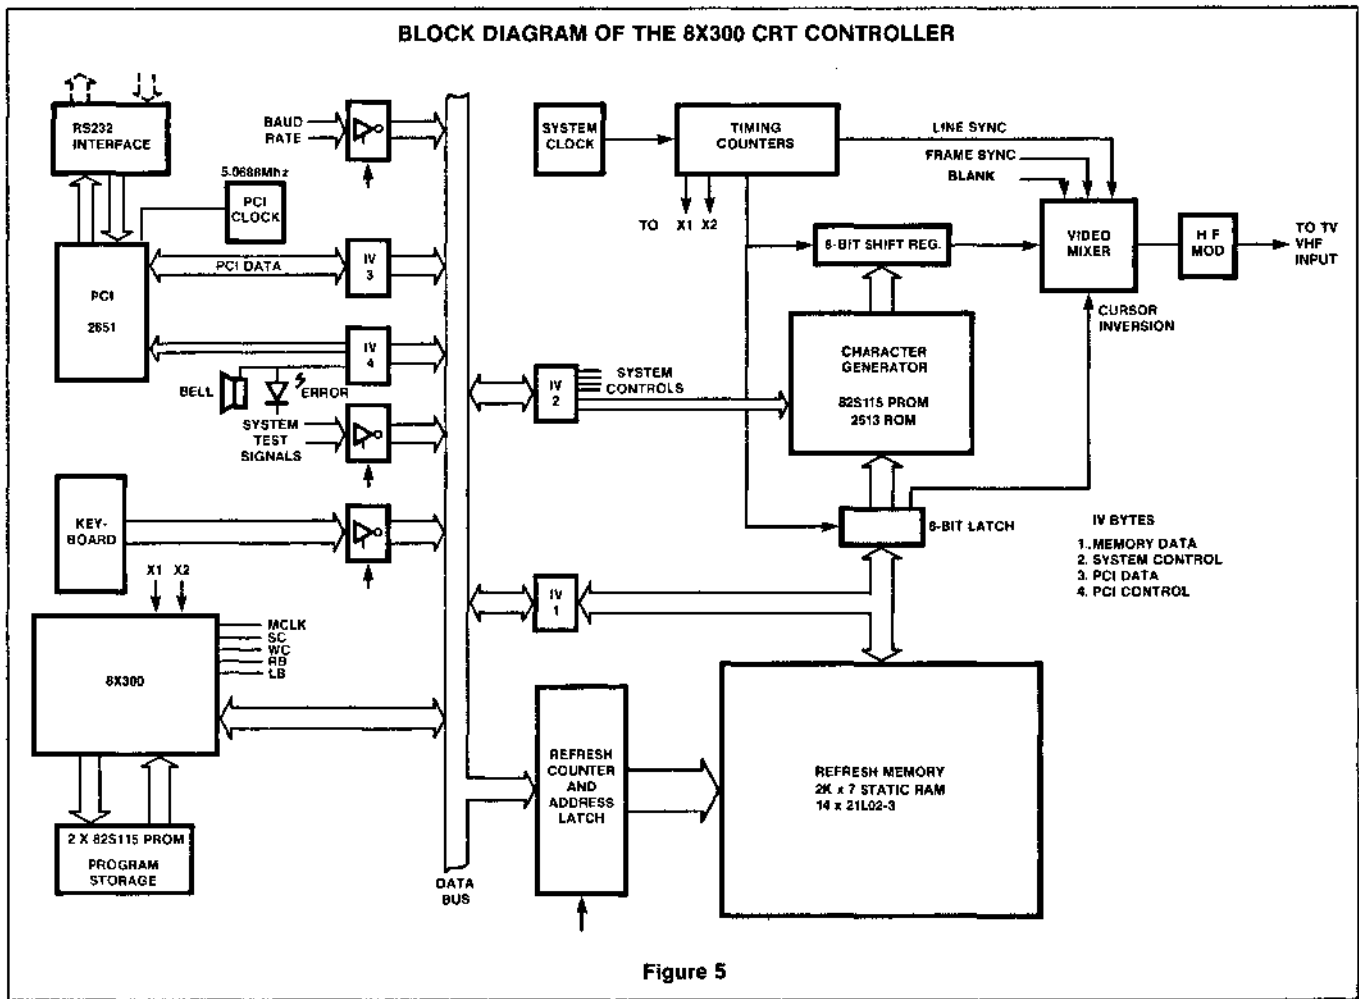 BLOCK DIAGRAM OF THE 8X300 CRT CONTROLLER
RS232
INTERFACE
BAUD
RATE
5.0688Mhz
PCI
CLOCK
PCI DATA
IV
3
PCI
2651
IV
4
BELL
ERROR
SYSTEM
TEST
SIGNALS
KEY-
BOARD
X1 X2
8X300
MCLK
SC
WC
RB
LB
2 X 82S115 PROM
PROGRAM
STORAGE
DATA
BUS
SYSTEM
CLOCK
TIMING
COUNTERS
TO X1 X2
LINE SYNC
FRAME SYNC
BLANK
8-BIT SHIFT REG.
VIDEO
MIXER
H F
MOD
TO TV
VHF
INPUT
CURSOR
INVERSION
IV
2
SYSTEM
CONTROLS
CHARACTER
GENERATOR
82S115 PROM
2513 ROM
8-BIT LATCH
IV BYTES
1. MEMORY DATA
2. SYSTEM CONTROL
3. PCI DATA
4. PCI CONTROL
IV
1
REFRESH
COUNTER
AND
ADDRESS
LATCH
REFRESH MEMORY
2K x 7 STATIC RAM
14 x 21L02-3
Figure 5